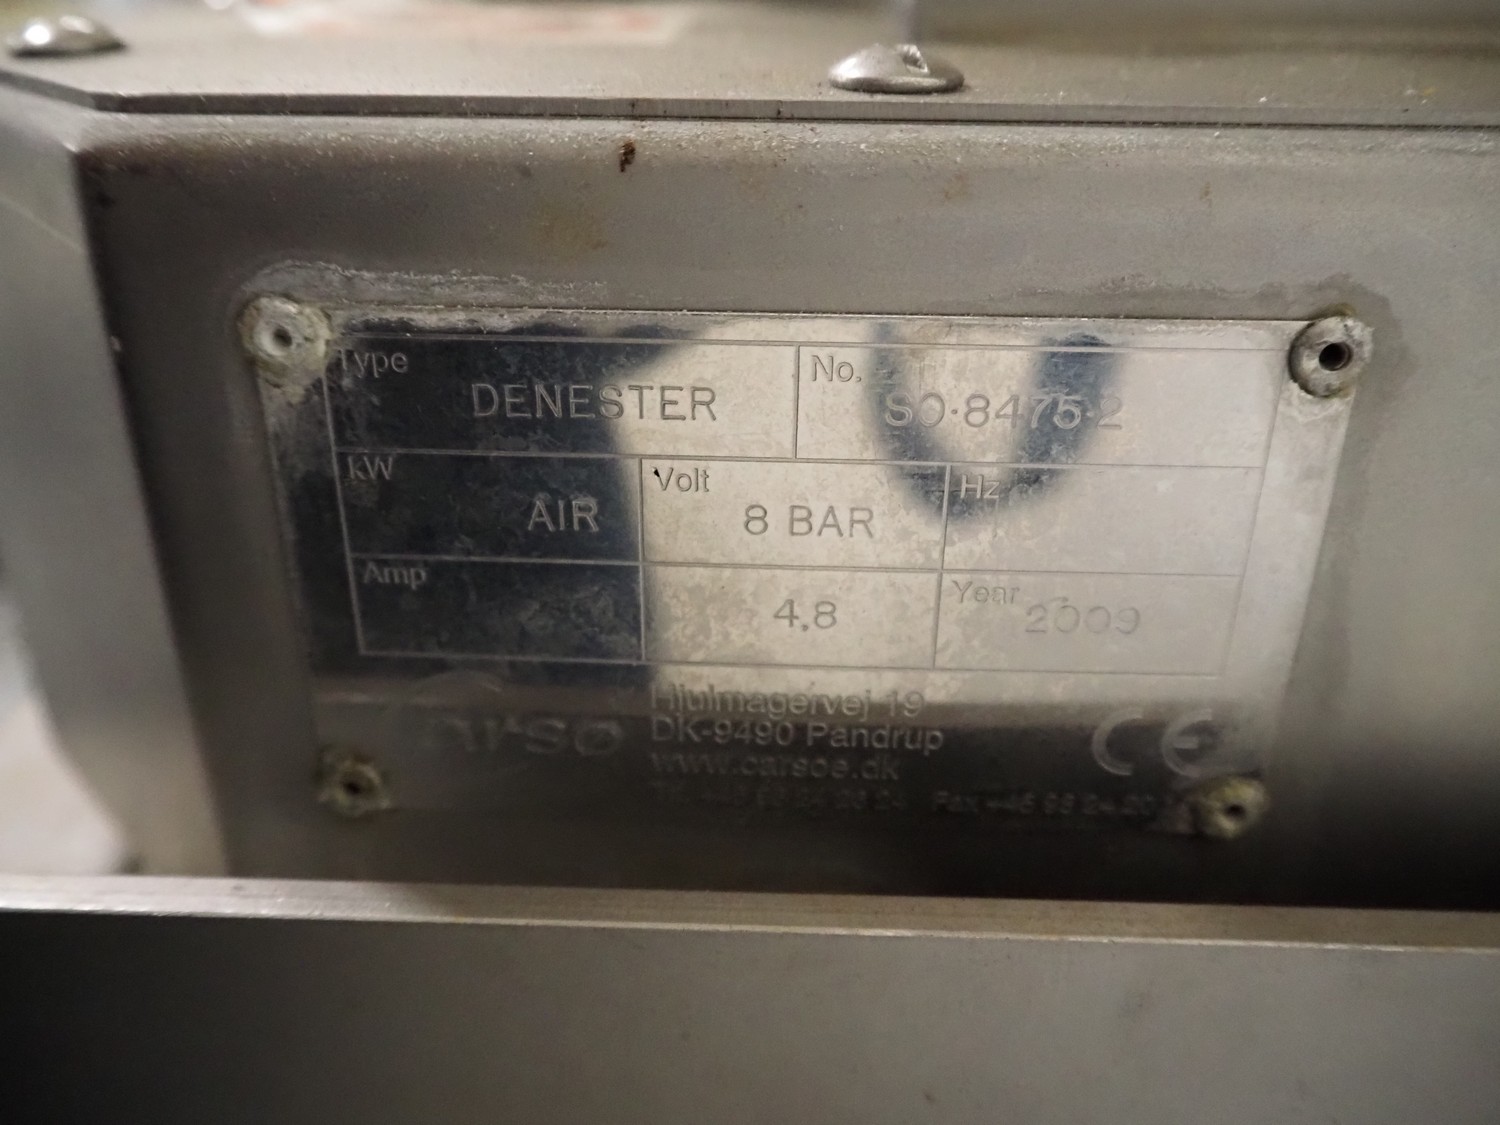 Type No.
DENESTER SO-8475-2
kW Volt Hz
AIR 8 BAR
Amp Year
4,8 2009
Hjulmagervej 19
DK-9490 Pandrup
www.carsoe.dk